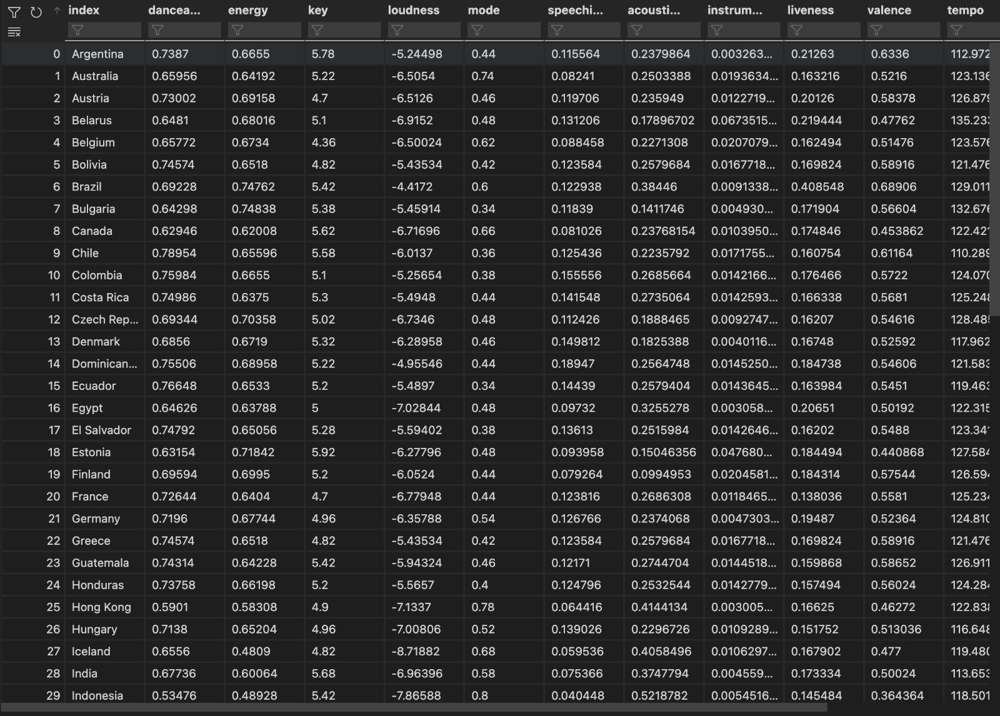 index dancea... energy key loudness mode speechi... acousti... instrum... liveness valence tempo
0 Argentina 0.7387 0.6655 5.78 -5.24498 0.44 0.115564 0.2379864 0.003263... 0.21263 0.6336 112.972
1 Australia 0.65956 0.64192 5.22 -6.5054 0.74 0.08241 0.2503388 0.0193634... 0.163216 0.5216 123.136
2 Austria 0.73002 0.69158 4.7 -6.5126 0.46 0.119706 0.235949 0.0122719... 0.20126 0.58378 126.879
3 Belarus 0.6481 0.68016 5.1 -6.9152 0.48 0.131206 0.17896702 0.0673515... 0.219444 0.47762 135.233
4 Belgium 0.65772 0.6734 4.36 -6.50024 0.62 0.088458 0.2271308 0.0207079... 0.162494 0.51476 123.576
5 Bolivia 0.74574 0.6518 4.82 -5.43534 0.42 0.123584 0.2579684 0.0167718... 0.169824 0.58916 121.476
6 Brazil 0.69228 0.74762 5.42 -4.4172 0.6 0.122938 0.38446 0.0091338... 0.408548 0.68906 129.011
7 Bulgaria 0.64298 0.74838 5.38 -5.45914 0.34 0.11839 0.1411746 0.004930... 0.171904 0.56604 132.676
8 Canada 0.62946 0.62008 5.62 -6.71696 0.66 0.081026 0.23768154 0.0103950... 0.174846 0.453862 122.421
9 Chile 0.78954 0.65596 5.58 -6.0137 0.36 0.125436 0.2235792 0.0171755... 0.160754 0.61164 110.289
10 Colombia 0.75984 0.6655 5.1 -5.25654 0.38 0.155556 0.2685664 0.0142166... 0.176466 0.5722 124.070
11 Costa Rica 0.74986 0.6375 5.3 -5.4948 0.44 0.141548 0.2735064 0.0142593... 0.166338 0.5681 125.248
12 Czech Rep... 0.69344 0.70358 5.02 -6.7346 0.48 0.112426 0.1888465 0.0092747... 0.16207 0.54616 128.485
13 Denmark 0.6856 0.6719 5.32 -6.28958 0.46 0.149812 0.1825388 0.0040116... 0.16748 0.52592 117.962
14 Dominican... 0.75506 0.68958 5.22 -4.95546 0.44 0.18947 0.2564748 0.0145250... 0.184738 0.54606 121.583
15 Ecuador 0.76648 0.6533 5.2 -5.4897 0.34 0.14439 0.2579404 0.0143645... 0.163984 0.5451 119.463
16 Egypt 0.64626 0.63788 5 -7.02844 0.48 0.09732 0.3255278 0.003058... 0.20651 0.50192 122.315
17 El Salvador 0.74792 0.65056 5.28 -5.59402 0.38 0.13613 0.2515984 0.0142646... 0.16202 0.5488 123.341
18 Estonia 0.63154 0.71842 5.92 -6.27796 0.48 0.093958 0.15046356 0.047680... 0.184494 0.440868 127.584
19 Finland 0.69594 0.6995 5.2 -6.0524 0.44 0.079264 0.0994953 0.0204581... 0.184314 0.57544 126.594
20 France 0.72644 0.6404 4.7 -6.77948 0.44 0.123816 0.2686308 0.0118465... 0.138036 0.5581 125.234
21 Germany 0.7196 0.67744 4.96 -6.35788 0.54 0.126766 0.2374068 0.0047303... 0.19487 0.52364 124.810
22 Greece 0.74574 0.6518 4.82 -5.43534 0.42 0.123584 0.2579684 0.0167718... 0.169824 0.58916 121.476
23 Guatemala 0.74314 0.64228 5.42 -5.94324 0.46 0.12171 0.2744704 0.0144518... 0.159868 0.58652 126.911
24 Honduras 0.73758 0.66198 5.2 -5.5657 0.4 0.124796 0.2532544 0.0142779... 0.157494 0.56024 124.284
25 Hong Kong 0.5901 0.58308 4.9 -7.1337 0.78 0.064416 0.4144134 0.003005... 0.16625 0.46272 122.838
26 Hungary 0.7138 0.65204 4.96 -7.00806 0.52 0.139026 0.2296726 0.0109289... 0.151752 0.513036 116.648
27 Iceland 0.6556 0.4809 4.82 -8.71882 0.68 0.059536 0.4058496 0.0106297... 0.167902 0.477 119.480
28 India 0.67736 0.60064 5.68 -6.96396 0.58 0.075366 0.3747794 0.004559... 0.173334 0.50024 113.653
29 Indonesia 0.53476 0.48928 5.42 -7.86588 0.8 0.040448 0.5218782 0.0054516... 0.145484 0.364364 118.501